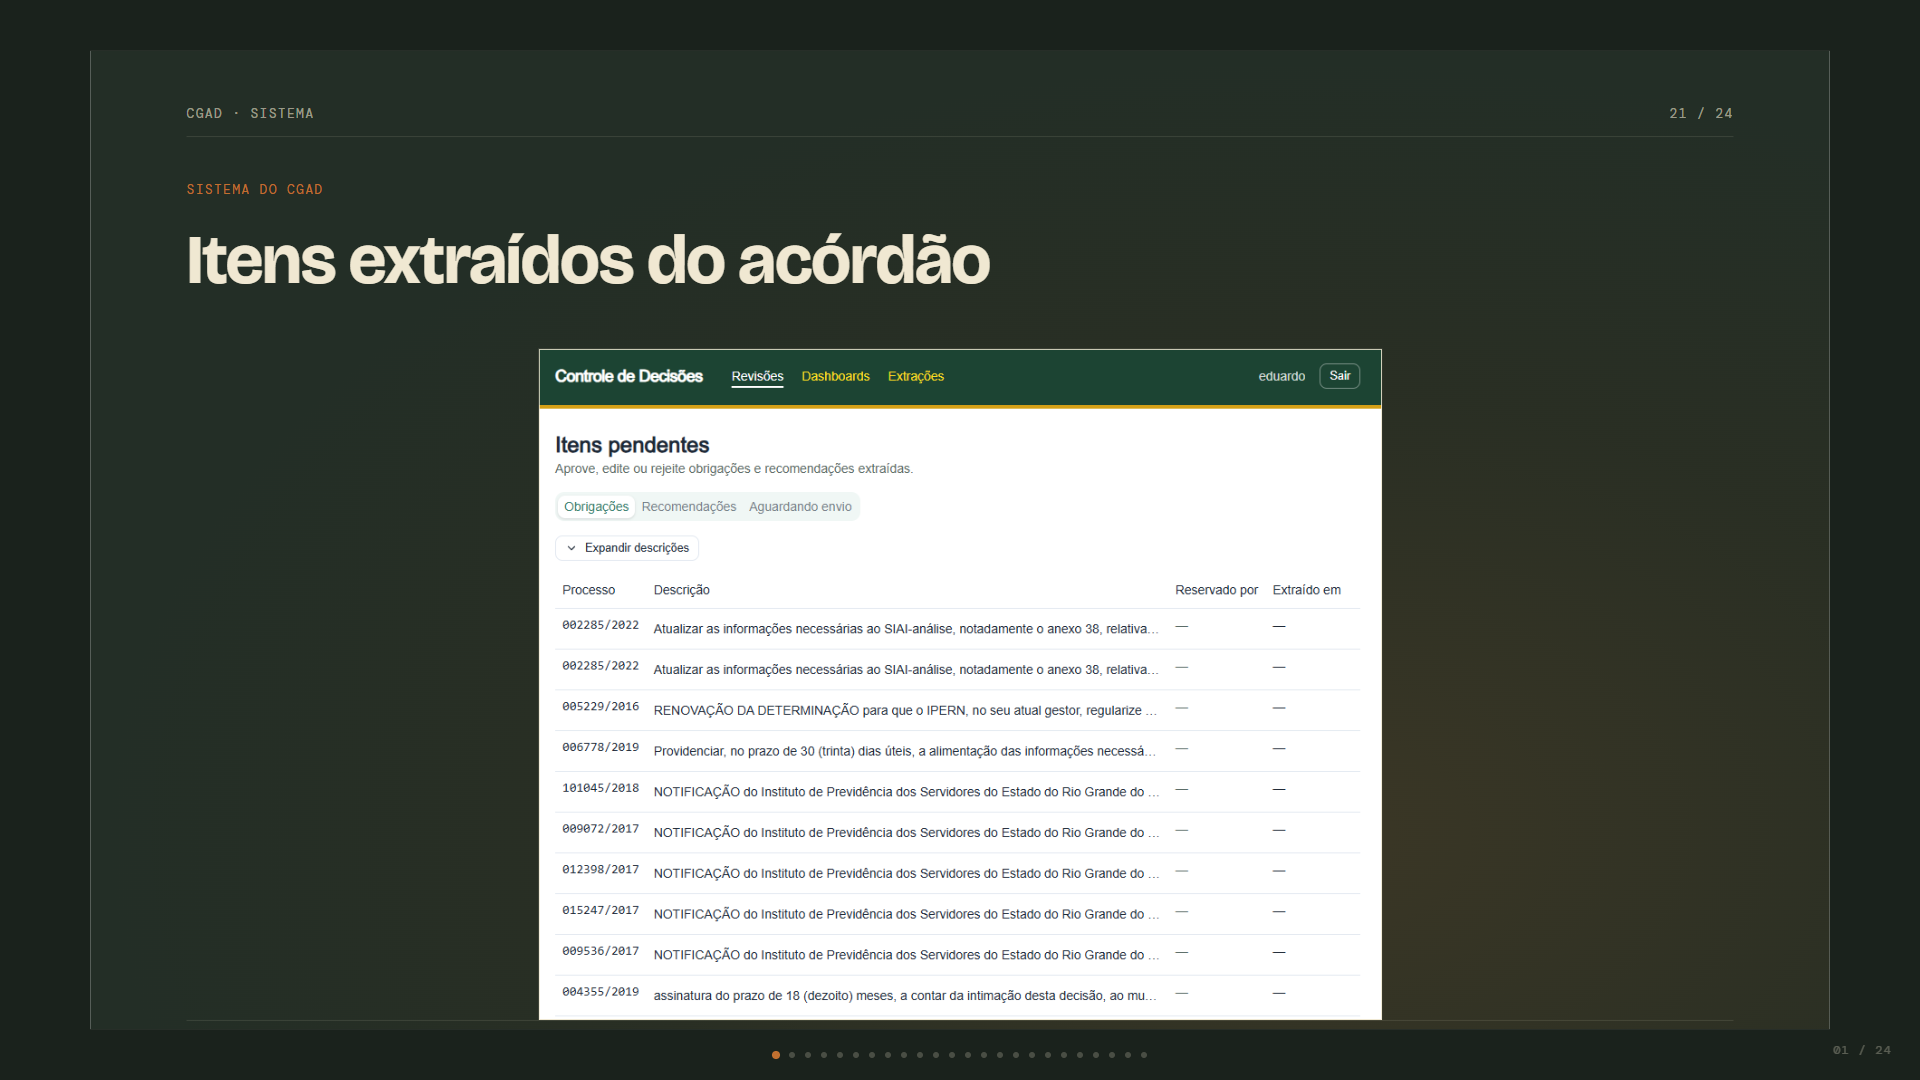 CGAD · SISTEMA
21 / 24
SISTEMA DO CGAD
Itens extraídos do acórdão
Controle de Decisões
Revisões
Dashboards
Extrações
eduardo
Sair
Itens pendentes
Aprove, edite ou rejeite obrigações e recomendações extraídas.
Obrigações
Recomendações
Aguardando envio
Expandir descrições
Processo Descrição Reservado por Extraído em
002285/2022 Atualizar as informações necessárias ao SIAI-análise, notadamente o anexo 38, relativa… — —
002285/2022 Atualizar as informações necessárias ao SIAI-análise, notadamente o anexo 38, relativa… — —
005229/2016 RENOVAÇÃO DA DETERMINAÇÃO para que o IPERN, no seu atual gestor, regularize … — —
006778/2019 Providenciar, no prazo de 30 (trinta) dias úteis, a alimentação das informações necessá… — —
101045/2018 NOTIFICAÇÃO do Instituto de Previdência dos Servidores do Estado do Rio Grande do … — —
009072/2017 NOTIFICAÇÃO do Instituto de Previdência dos Servidores do Estado do Rio Grande do … — —
012398/2017 NOTIFICAÇÃO do Instituto de Previdência dos Servidores do Estado do Rio Grande do … — —
015247/2017 NOTIFICAÇÃO do Instituto de Previdência dos Servidores do Estado do Rio Grande do … — —
009536/2017 NOTIFICAÇÃO do Instituto de Previdência dos Servidores do Estado do Rio Grande do … — —
004355/2019 assinatura do prazo de 18 (dezoito) meses, a contar da intimação desta decisão, ao mu… — —
01 / 24